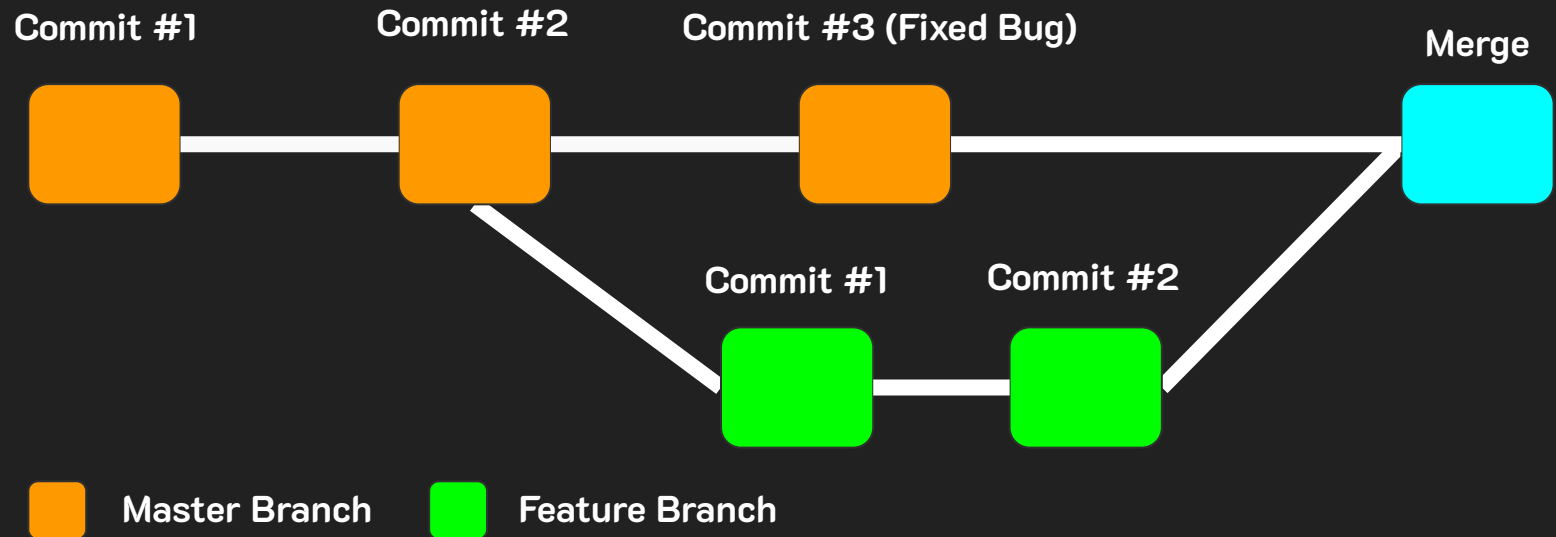 Commit #1
Commit #2
Commit #3 (Fixed Bug)
Merge
Commit #1
Commit #2
Master Branch
Feature Branch